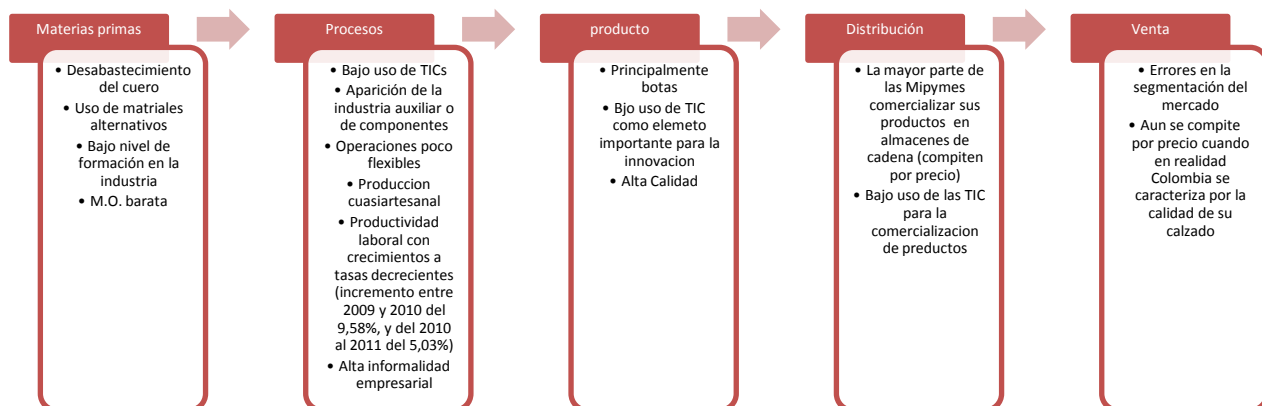 Materias primas
• Desabastecimiento
del cuero
• Uso de matriales
alternativos
• Bajo nivel de
formación en la
industria
• M.O. barata
Procesos
• Bajo uso de TICs
• Aparición de la
industria auxiliar o
de componentes
• Operaciones poco
flexibles
• Produccion
cuasiartesanal
• Productividad
laboral con
crecimientos a
tasas decrecientes
(incremento entre
2009 y 2010 del
9,58%, y del 2010
al 2011 del 5,03%)
• Alta informalidad
empresarial
producto
• Principalmente
botas
• Bjo uso de TIC
como elemeto
importante para la
innovacion
• Alta Calidad
Distribución
• La mayor parte de
las Mipymes
comercializar sus
productos en
almacenes de
cadena (compiten
por precio)
• Bajo uso de las TIC
para la
comercializacion
de preductos
Venta
• Errores en la
segmentación del
mercado
• Aun se compite
por precio cuando
en realidad
Colombia se
caracteriza por la
calidad de su
calzado